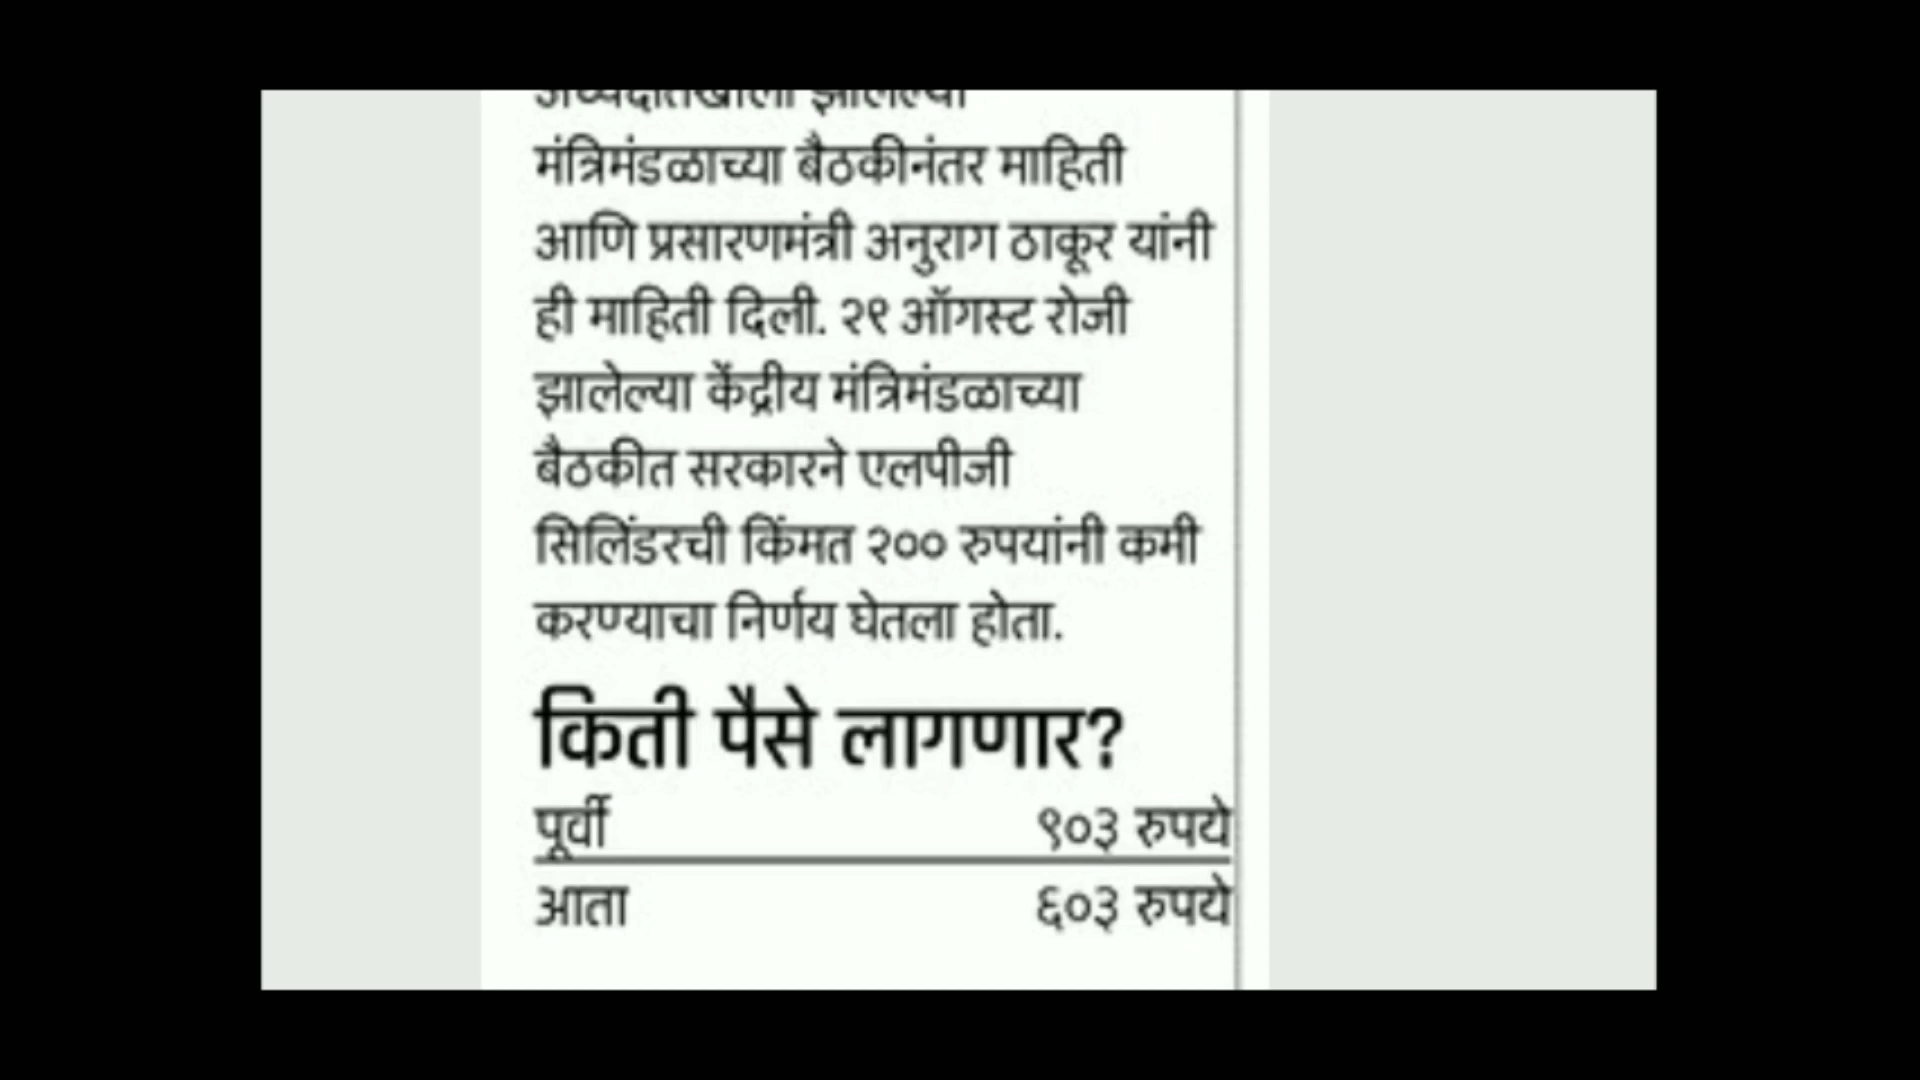 झालेल्या
मंत्रिमंडळाच्या बैठकीनंतर माहिती
आणि प्रसारणमंत्री अनुराग ठाकूर यांनी
ही माहिती दिली. २९ ऑगस्ट रोजी
झालेल्या केंद्रीय मंत्रिमंडळाच्या
बैठकीत सरकारने एलपीजी
सिलिंडरची किंमत २०० रुपयांनी कमी
करण्याचा निर्णय घेतला होता.
किती पैसे लागणार?
पूर्वी ९०३ रुपये
आता ६०३ रुपये